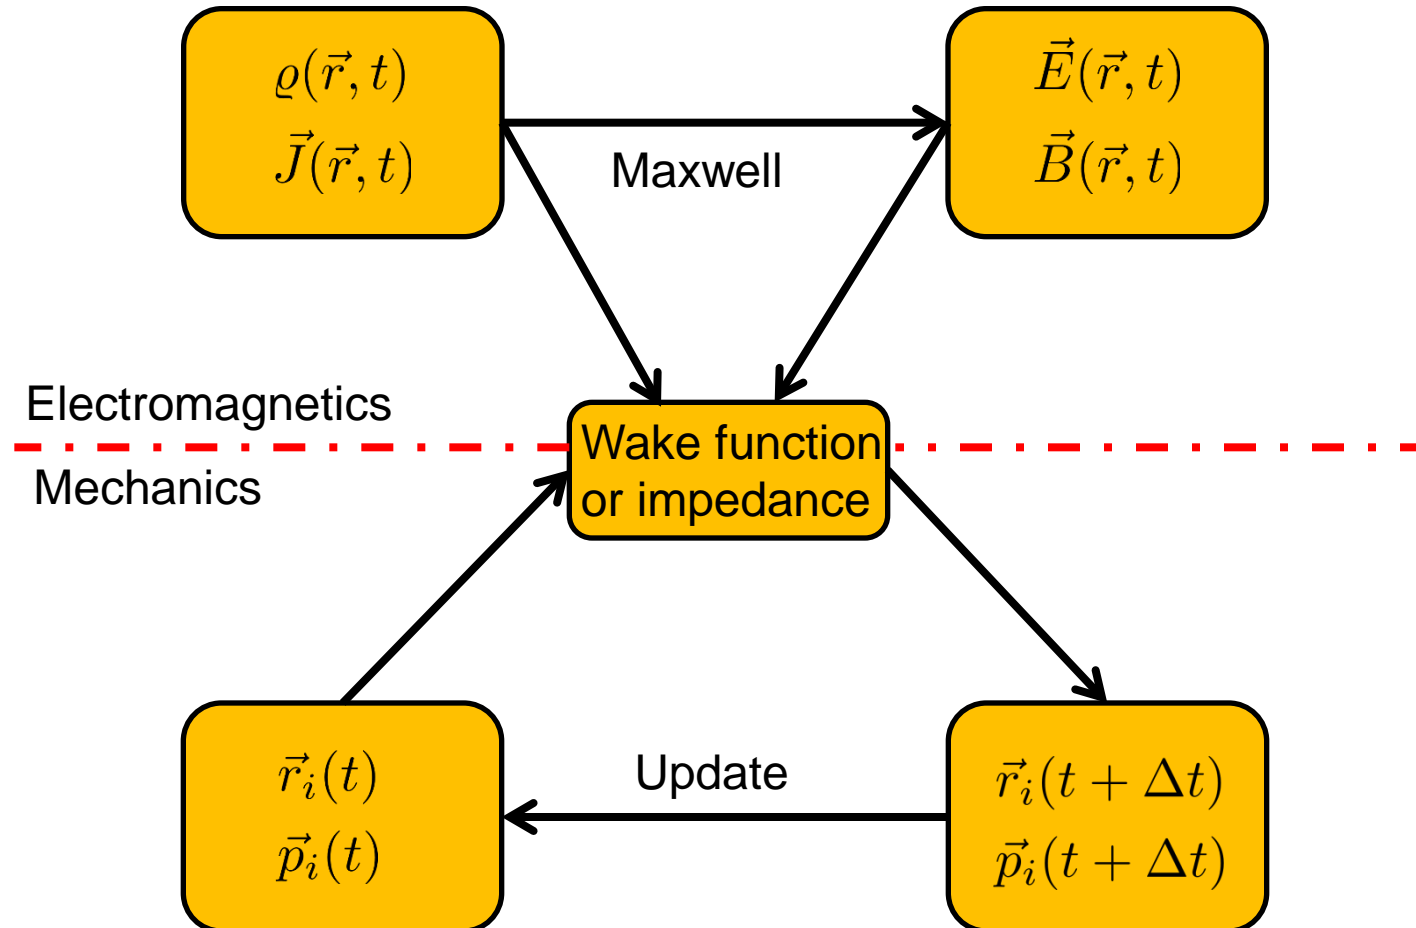 ϱ(r⃗, t)
J⃗(r⃗, t)
Maxwell
E⃗(r⃗, t)
B⃗(r⃗, t)
Electromagnetics
Mechanics
Wake function
or impedance
r⃗ᵢ(t)
p⃗ᵢ(t)
Update
r⃗ᵢ(t + Δt)
p⃗ᵢ(t + Δt)